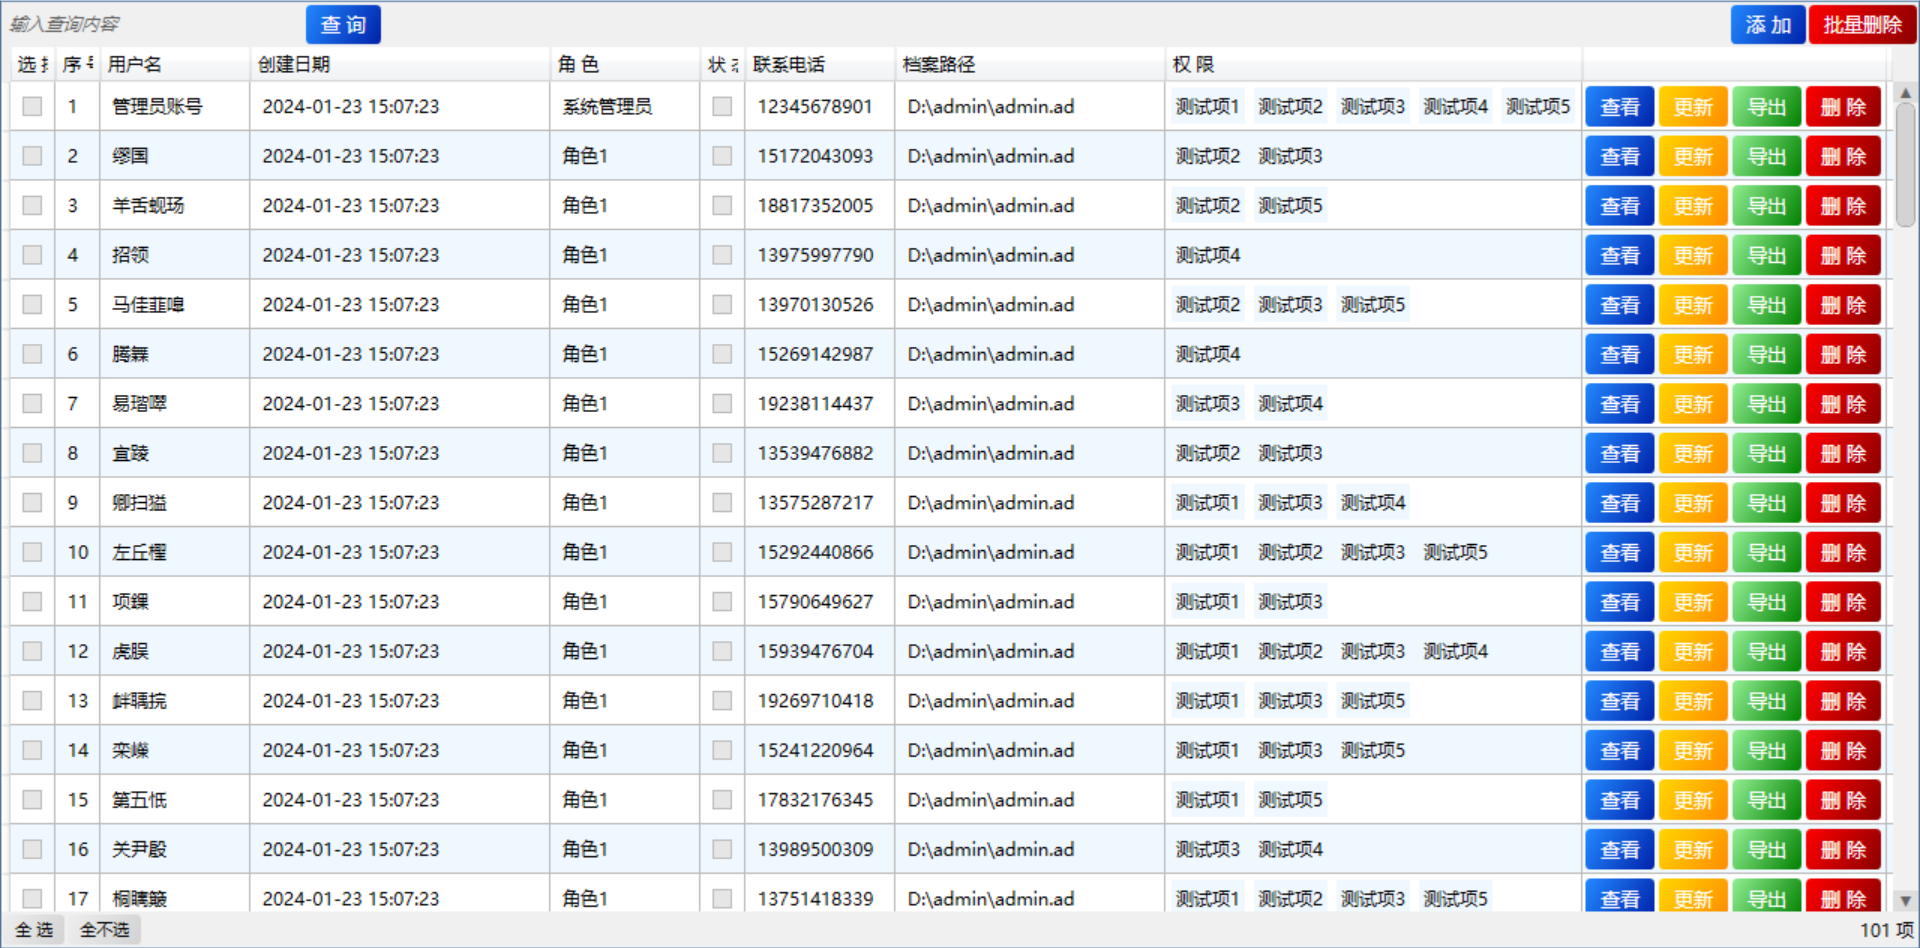 输入查询内容 查 询 添 加 批量删除
选 序 用户名 创建日期 角 色 状 联系电话 档案路径 权 限
1 管理员账号 2024-01-23 15:07:23 系统管理员 12345678901 D:\admin\admin.ad 测试项1 测试项2 测试项3 测试项4 测试项5 查看 更新 导出 删 除
2 缪国 2024-01-23 15:07:23 角色1 15172043093 D:\admin\admin.ad 测试项2 测试项3 查看 更新 导出 删 除
3 羊舌蚬玚 2024-01-23 15:07:23 角色1 18817352005 D:\admin\admin.ad 测试项2 测试项5 查看 更新 导出 删 除
4 招领 2024-01-23 15:07:23 角色1 13975997790 D:\admin\admin.ad 测试项4 查看 更新 导出 删 除
5 马佳 2024-01-23 15:07:23 角色1 13970130526 D:\admin\admin.ad 测试项2 测试项3 测试项5 查看 更新 导出 删 除
6 2024-01-23 15:07:23 角色1 15269142987 D:\admin\admin.ad 测试项4 查看 更新 导出 删 除
7 易 2024-01-23 15:07:23 角色1 19238114437 D:\admin\admin.ad 测试项3 测试项4 查看 更新 导出 删 除
8 2024-01-23 15:07:23 角色1 13539476882 D:\admin\admin.ad 测试项2 测试项3 查看 更新 导出 删 除
9 卿扫 2024-01-23 15:07:23 角色1 13575287217 D:\admin\admin.ad 测试项1 测试项3 测试项4 查看 更新 导出 删 除
10 左丘 2024-01-23 15:07:23 角色1 15292440866 D:\admin\admin.ad 测试项1 测试项2 测试项3 测试项5 查看 更新 导出 删 除
11 项 2024-01-23 15:07:23 角色1 15790649627 D:\admin\admin.ad 测试项1 测试项3 查看 更新 导出 删 除
12 虎 2024-01-23 15:07:23 角色1 15939476704 D:\admin\admin.ad 测试项1 测试项2 测试项3 测试项4 查看 更新 导出 删 除
13 2024-01-23 15:07:23 角色1 19269710418 D:\admin\admin.ad 测试项1 测试项3 测试项5 查看 更新 导出 删 除
14 栾嵘 2024-01-23 15:07:23 角色1 15241220964 D:\admin\admin.ad 测试项1 测试项3 测试项5 查看 更新 导出 删 除
15 第五 2024-01-23 15:07:23 角色1 17832176345 D:\admin\admin.ad 测试项1 测试项5 查看 更新 导出 删 除
16 关尹殷 2024-01-23 15:07:23 角色1 13989500309 D:\admin\admin.ad 测试项3 测试项4 查看 更新 导出 删 除
17 桐 2024-01-23 15:07:23 角色1 13751418339 D:\admin\admin.ad 测试项1 测试项2 测试项3 测试项5 查看 更新 导出 删 除
全 选 全不选 101 项